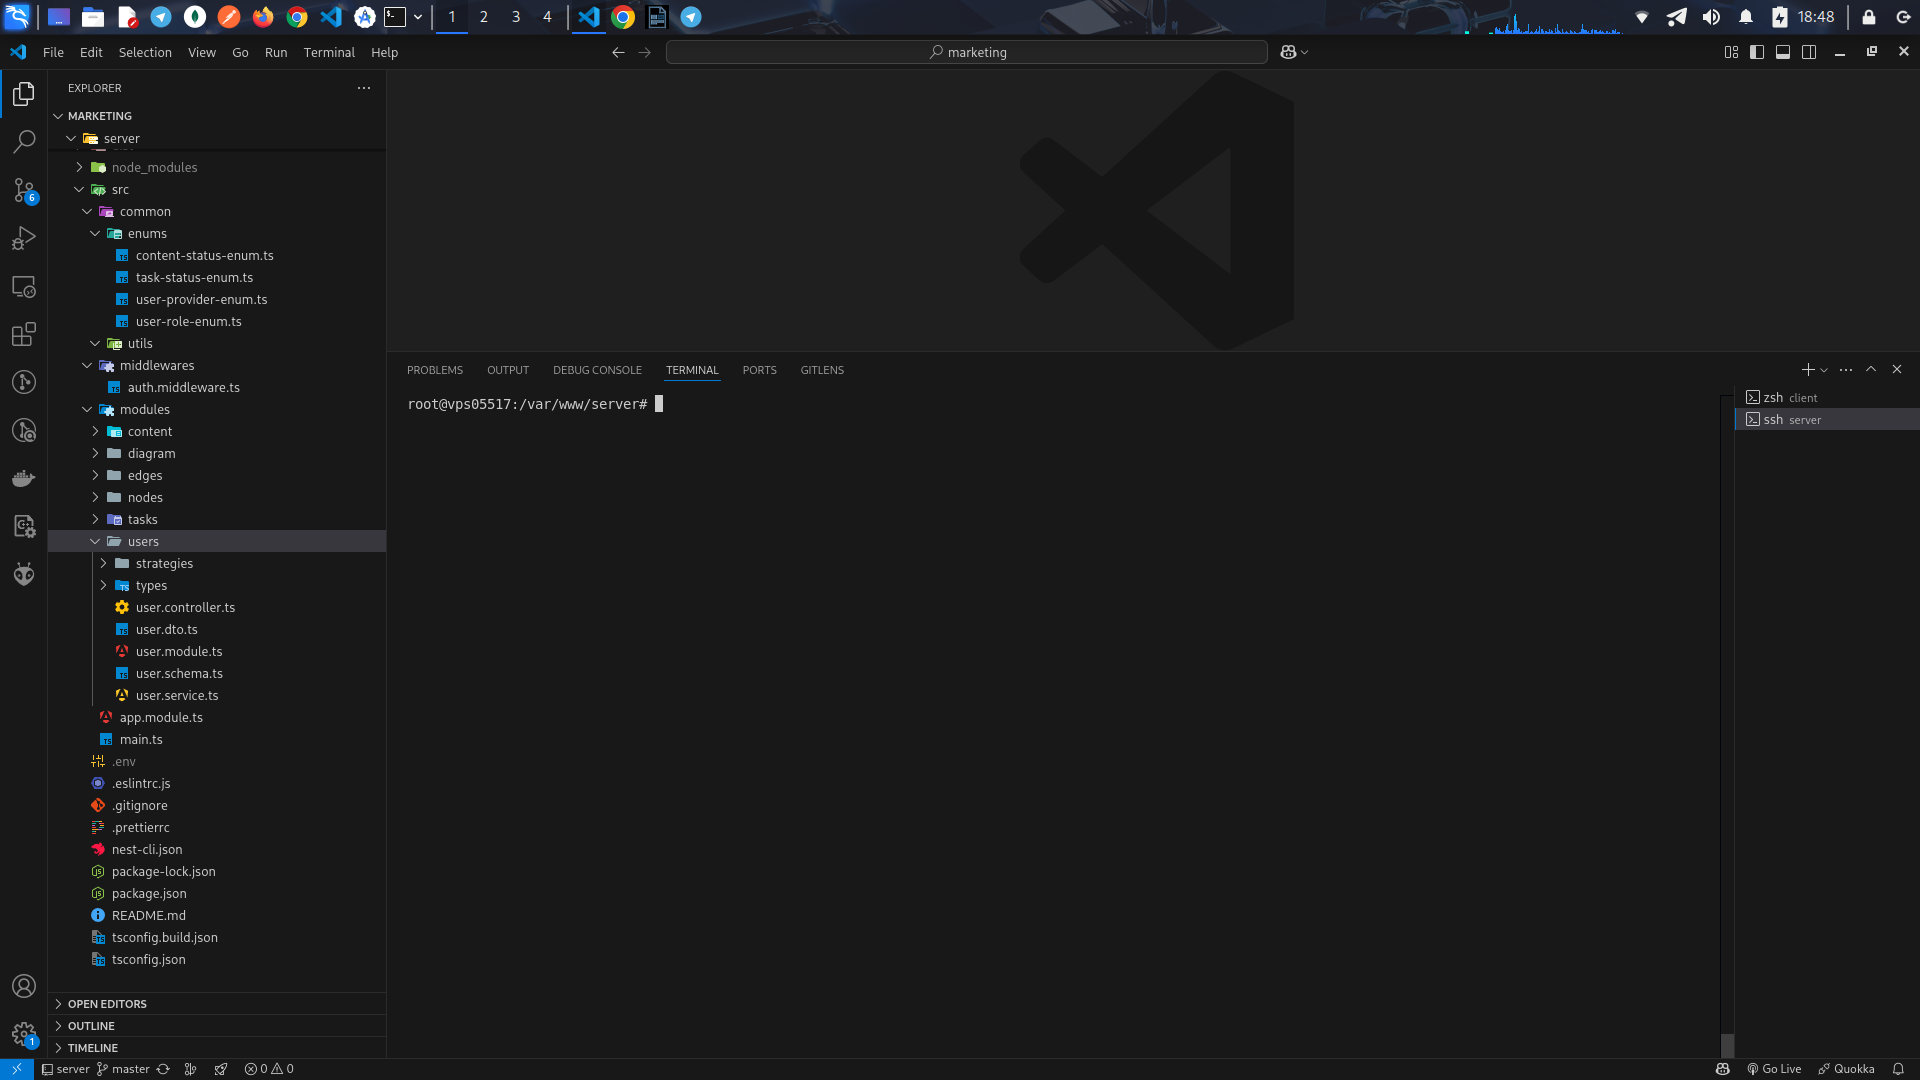 1 2 3 4 18:48
File Edit Selection View Go Run Terminal Help marketing
EXPLORER
MARKETING
server
node_modules
src
common
enums
content-status-enum.ts
task-status-enum.ts
user-provider-enum.ts
user-role-enum.ts
utils
middlewares
auth.middleware.ts
modules
content
diagram
edges
nodes
tasks
users
strategies
types
user.controller.ts
user.dto.ts
user.module.ts
user.schema.ts
user.service.ts
app.module.ts
main.ts
.env
.eslintrc.js
.gitignore
.prettierrc
nest-cli.json
package-lock.json
package.json
README.md
tsconfig.build.json
tsconfig.json
OPEN EDITORS
OUTLINE
TIMELINE
6
1
PROBLEMS OUTPUT DEBUG CONSOLE TERMINAL PORTS GITLENS
root@vps05517:/var/www/server#
zsh client
ssh server
server master 0 0 Go Live Quokka